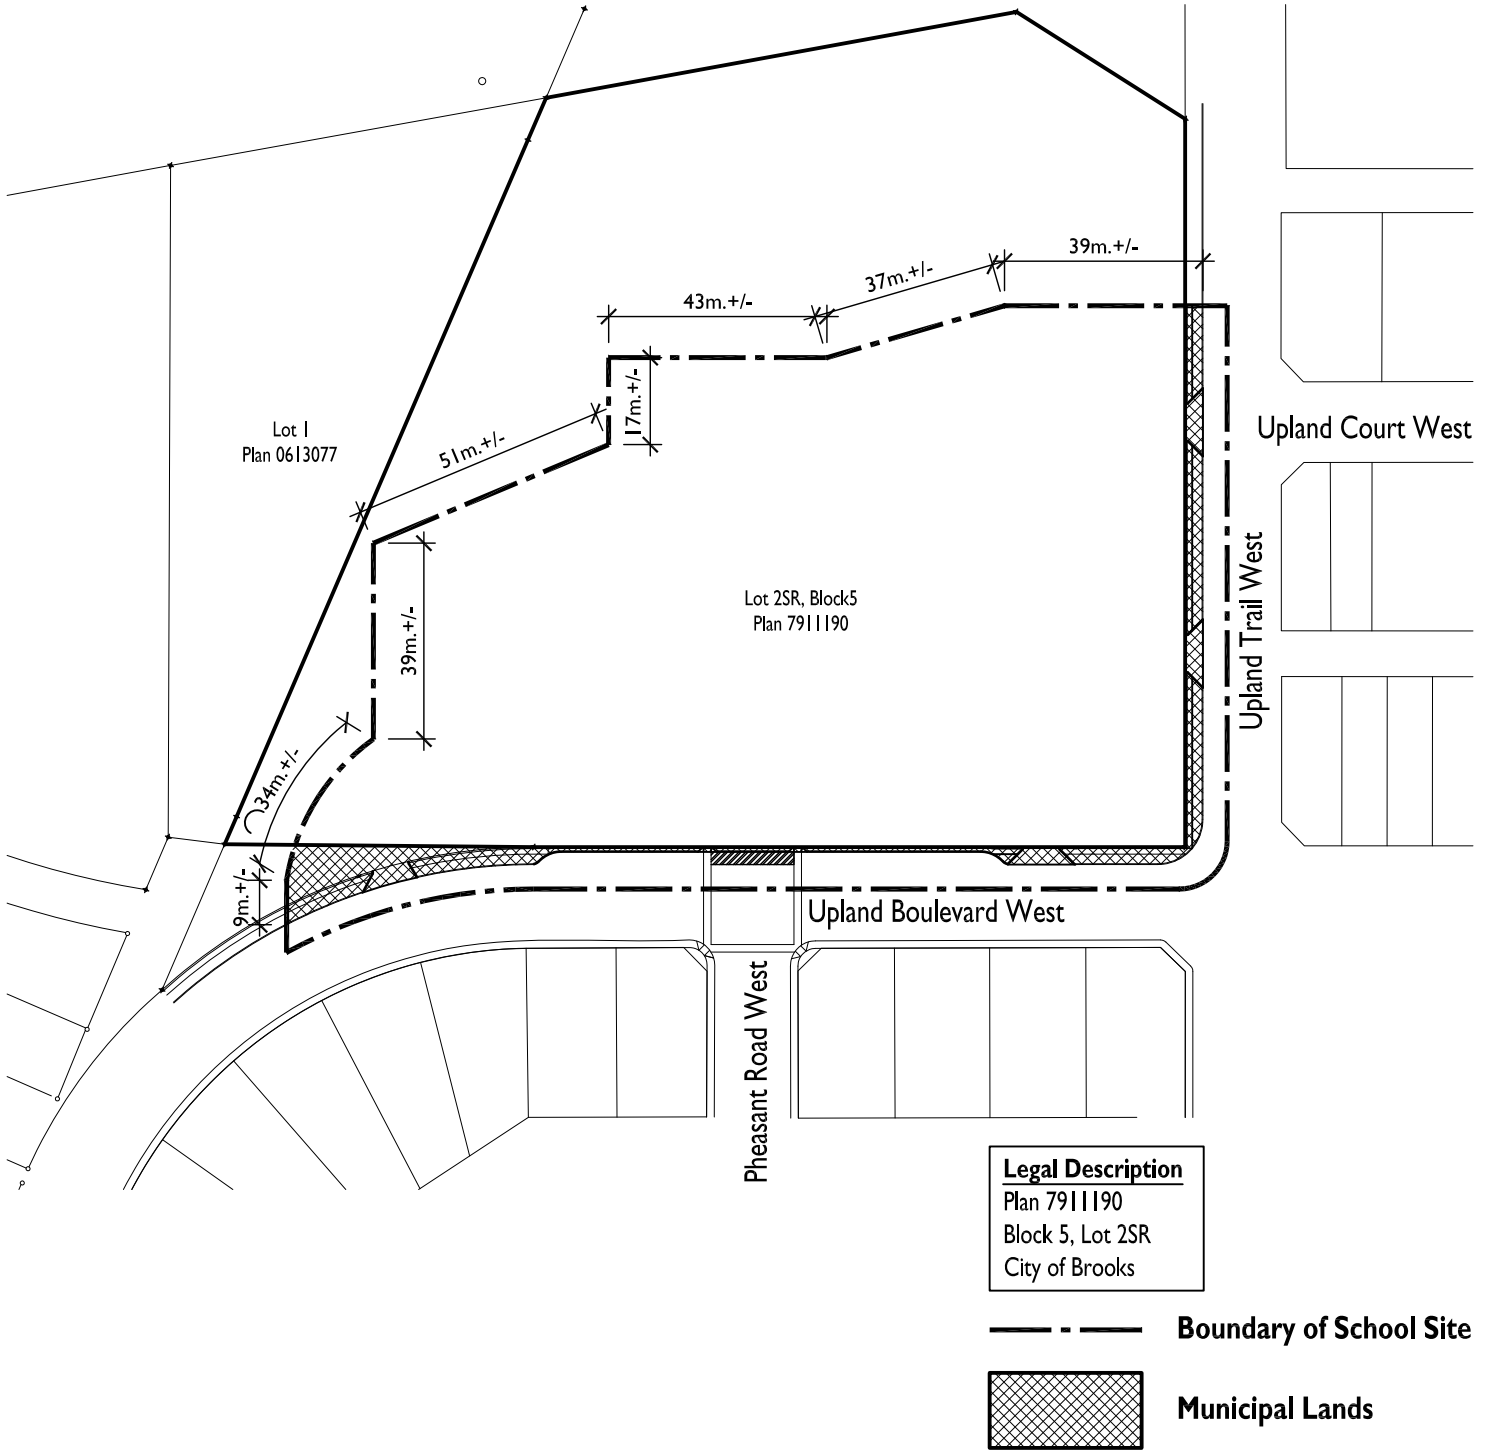 39m.+/-
37m.+/-
43m.+/-
17m.+/-
51m.+/-
Lot 1
Plan 0613077
Upland Court West
39m.+/-
Lot 2SR, Block5
Plan 7911190
Upland Trail West
34m.+/-
9m.+/-
Upland Boulevard West
Pheasant Road West
Legal Description
Plan 7911190
Block 5, Lot 2SR
City of Brooks
Boundary of School Site
Municipal Lands